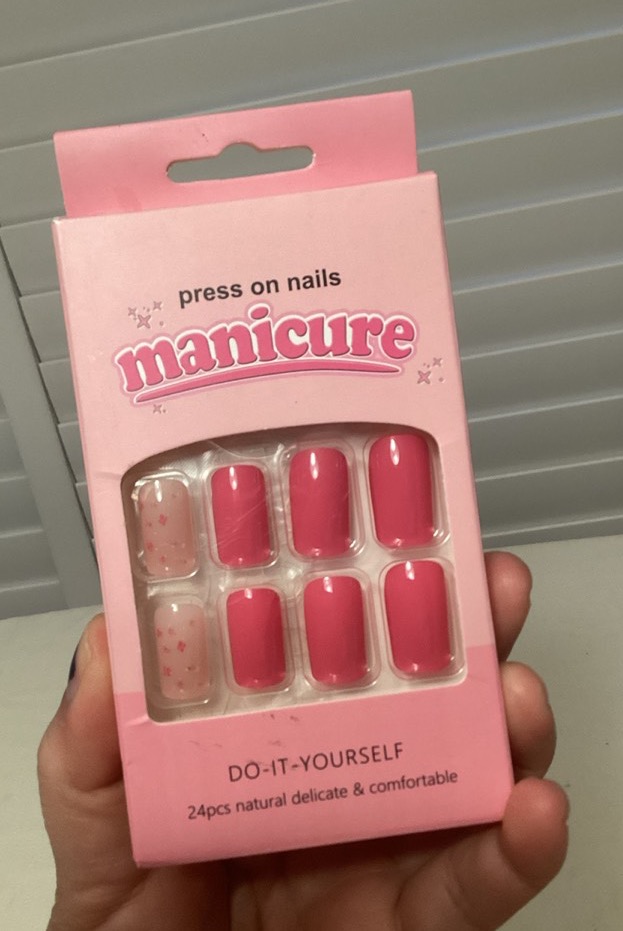 press on nails
manicure
DO-IT-YOURSELF
24pcs natural delicate & comfortable